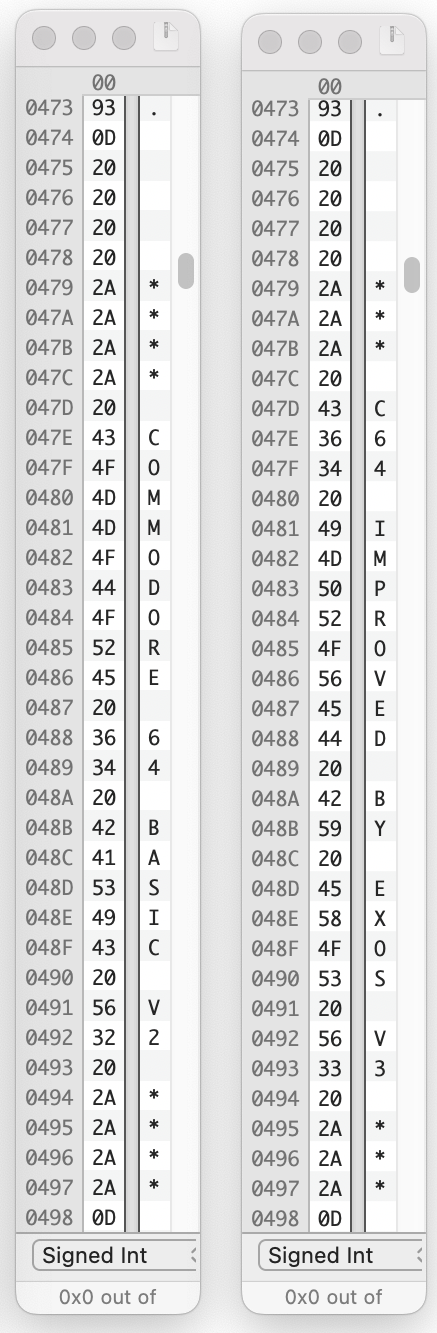 00
0473 93 .
0474 0D
0475 20
0476 20
0477 20
0478 20
0479 2A *
047A 2A *
047B 2A *
047C 2A *
047D 20
047E 43 C
047F 4F O
0480 4D M
0481 4D M
0482 4F O
0483 44 D
0484 4F O
0485 52 R
0486 45 E
0487 20
0488 36 6
0489 34 4
048A 20
048B 42 B
048C 41 A
048D 53 S
048E 49 I
048F 43 C
0490 20
0491 56 V
0492 32 2
0493 20
0494 2A *
0495 2A *
0496 2A *
0497 2A *
0498 0D
Signed Int
0x0 out of
00
0473 93 .
0474 0D
0475 20
0476 20
0477 20
0478 20
0479 2A *
047A 2A *
047B 2A *
047C 20
047D 43 C
047E 36 6
047F 34 4
0480 20
0481 49 I
0482 4D M
0483 50 P
0484 52 R
0485 4F O
0486 56 V
0487 45 E
0488 44 D
0489 20
048A 42 B
048B 59 Y
048C 20
048D 45 E
048E 58 X
048F 4F O
0490 53 S
0491 20
0492 56 V
0493 33 3
0494 20
0495 2A *
0496 2A *
0497 2A *
0498 0D
Signed Int
0x0 out of